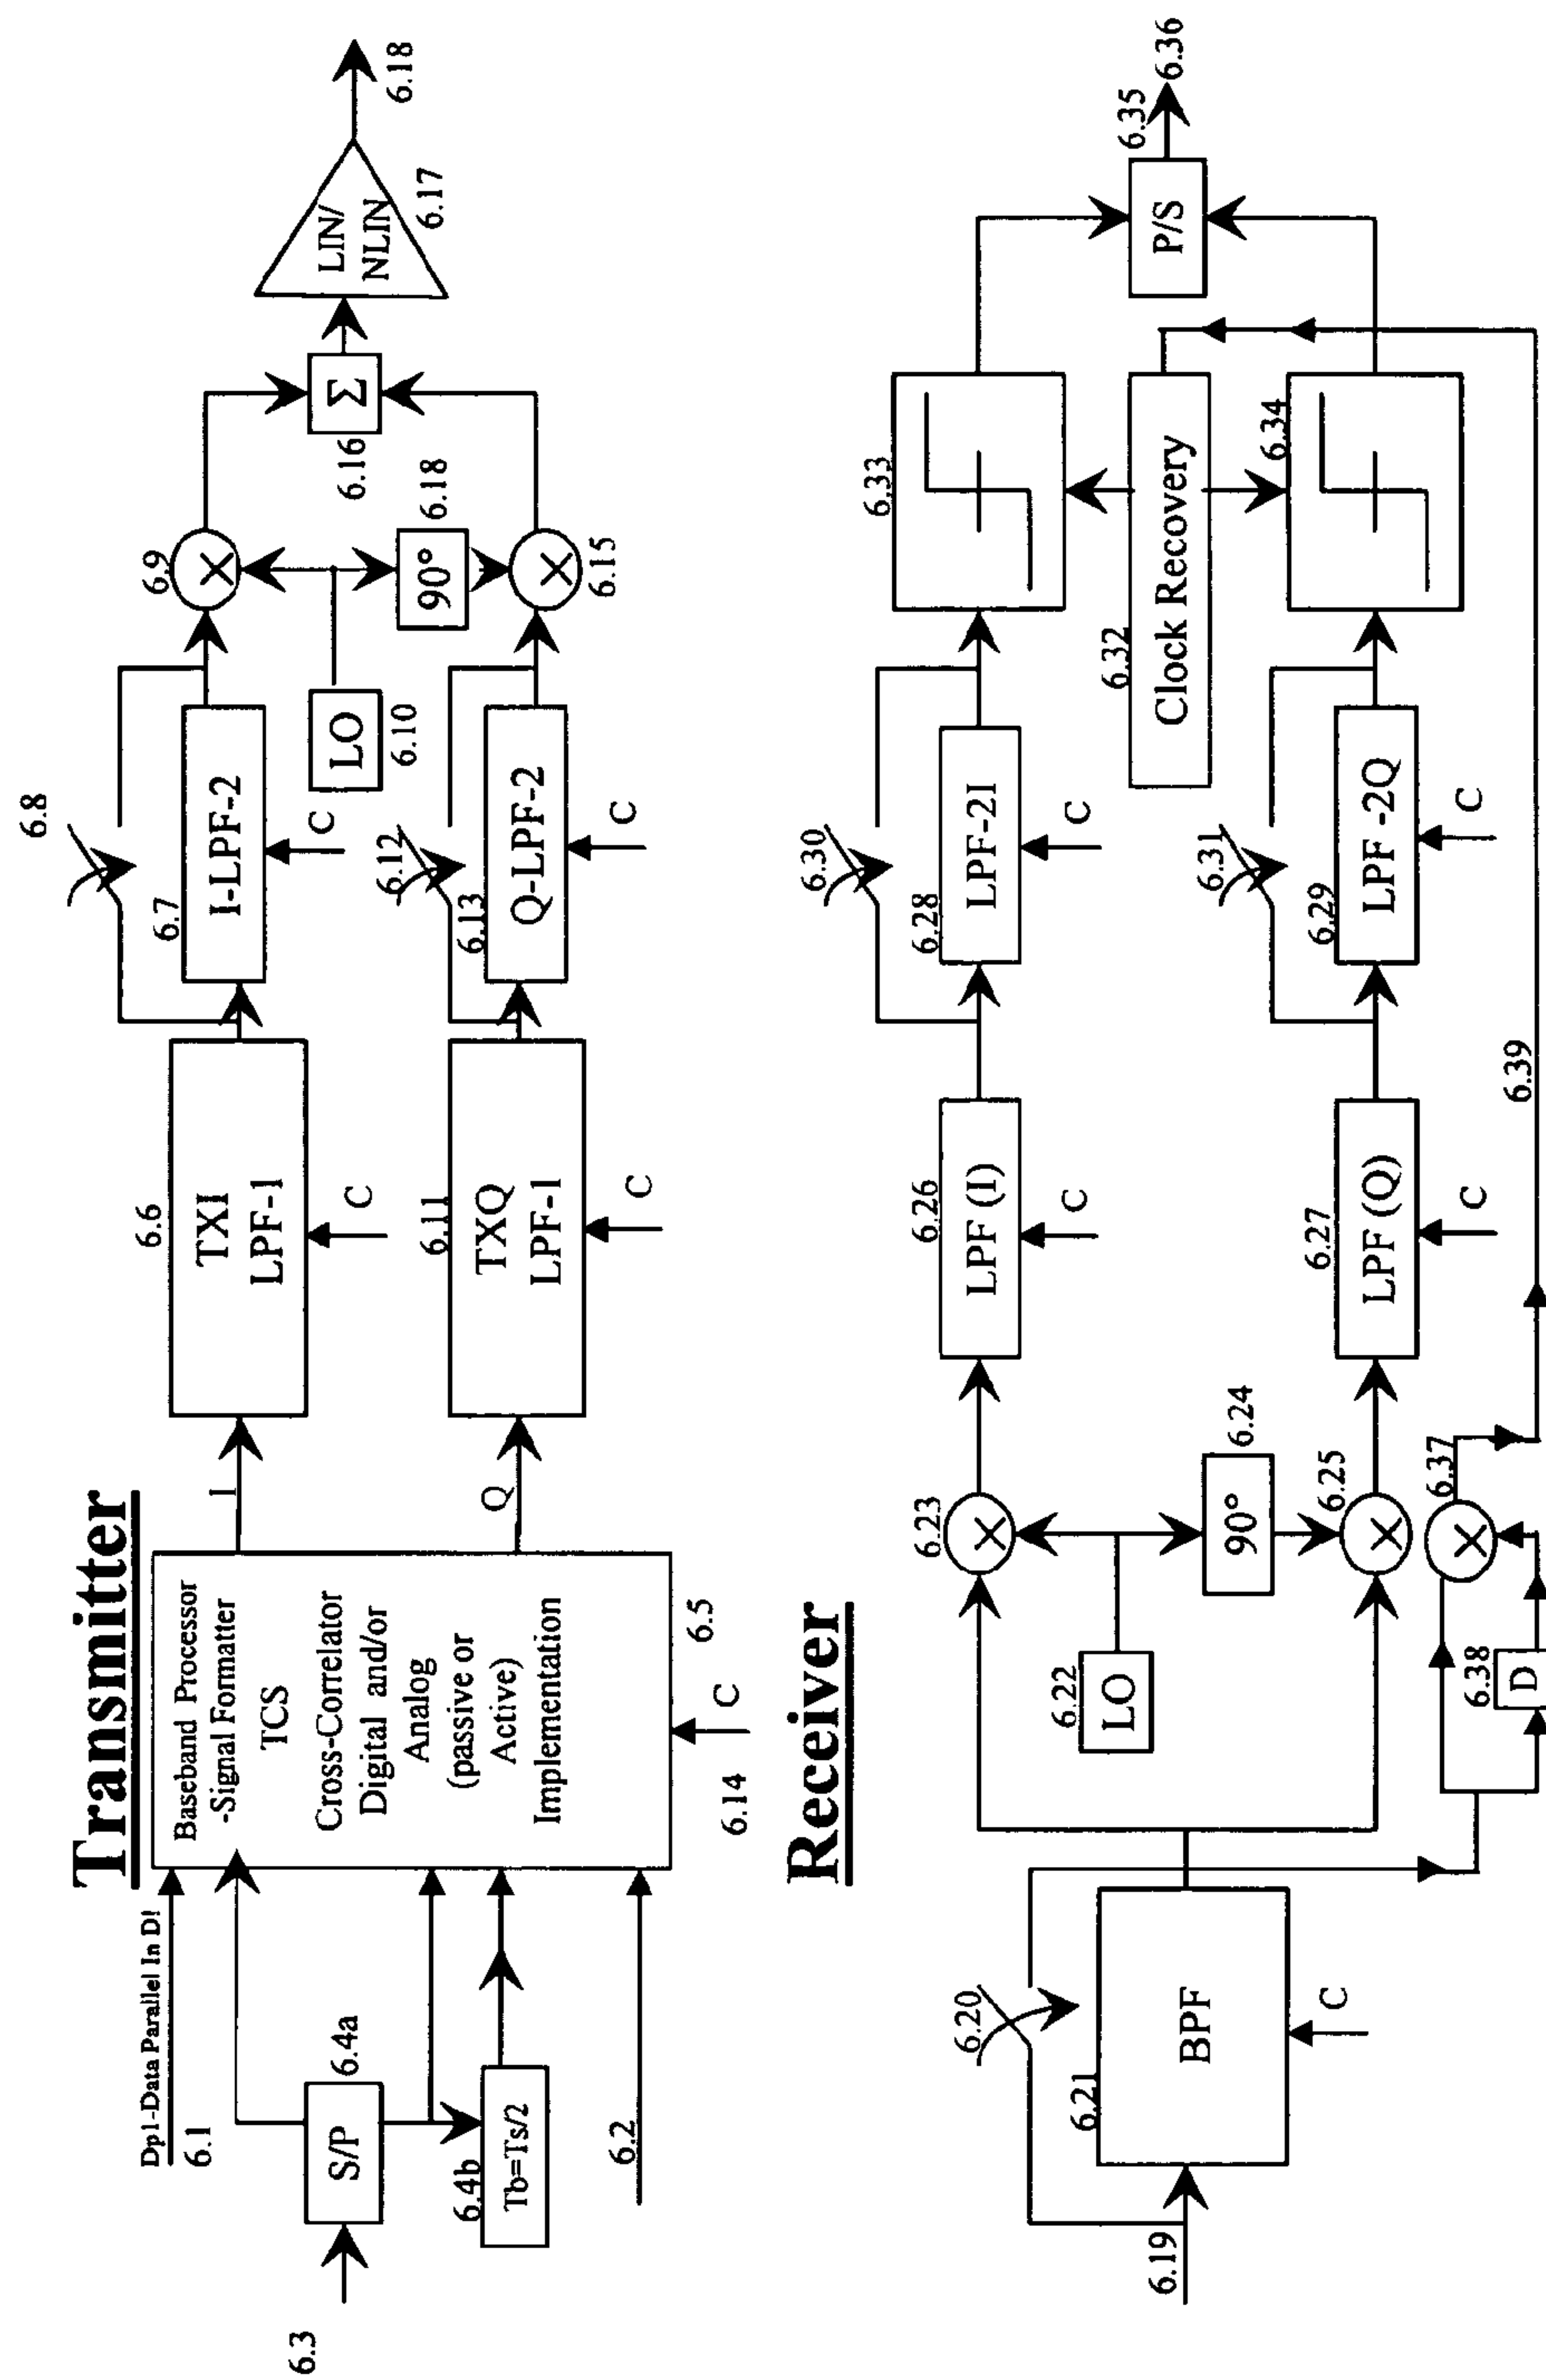 Transmitter
Dp1-Data Parallel In D!
6.1
6.3
S/P
6.4a
6.4b
Tb=Ts/2
6.2
Baseband Processor
-Signal Formatter
TCS
Cross-Correlator
Digital and/or
Analog
(passive or
Active)
Implementation
6.5
6.14
C
I
Q
6.6
TXI
LPF-1
C
6.11
TXQ
LPF-1
C
6.8
6.7
I-LPF-2
C
6.12
6.13
Q-LPF-2
C
6.9
LO
6.10
90°
6.18
6.15
6.16
Σ
LIN/
NLIN
6.17
6.18
Receiver
6.19
6.20
6.21
BPF
C
6.22
LO
6.23
90°
6.24
6.25
6.37
6.38
D
6.39
6.26
LPF (I)
C
6.27
LPF (Q)
C
6.30
6.28
LPF-2I
C
6.31
6.29
LPF -2Q
C
6.32
Clock Recovery
6.33
6.34
P/S
6.35
6.36